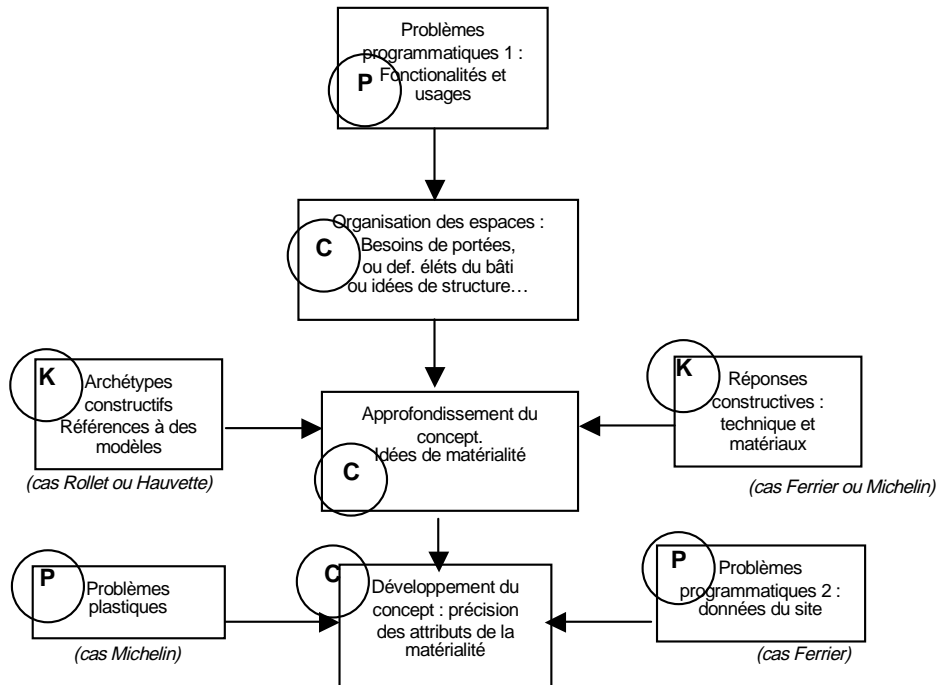 Problèmes
programmatiques 1 :
P
Fonctionalités et
usages
Organisation des espaces :
C
Besoins de portées,
ou def. éléts du bâti
ou idées de structure…
K
Archétypes
constructifs
Références à des
modèles
(cas Rollet ou Hauvette)
Approfondissement du
concept.
Idées de matérialité
C
K
Réponses
constructives :
technique et
matériaux
(cas Ferrier ou Michelin)
P
Problèmes
plastiques
(cas Michelin)
C
Développement du
concept : précision
des attributs de la
matérialité
P
Problèmes
programmatiques 2 :
données du site
(cas Ferrier)